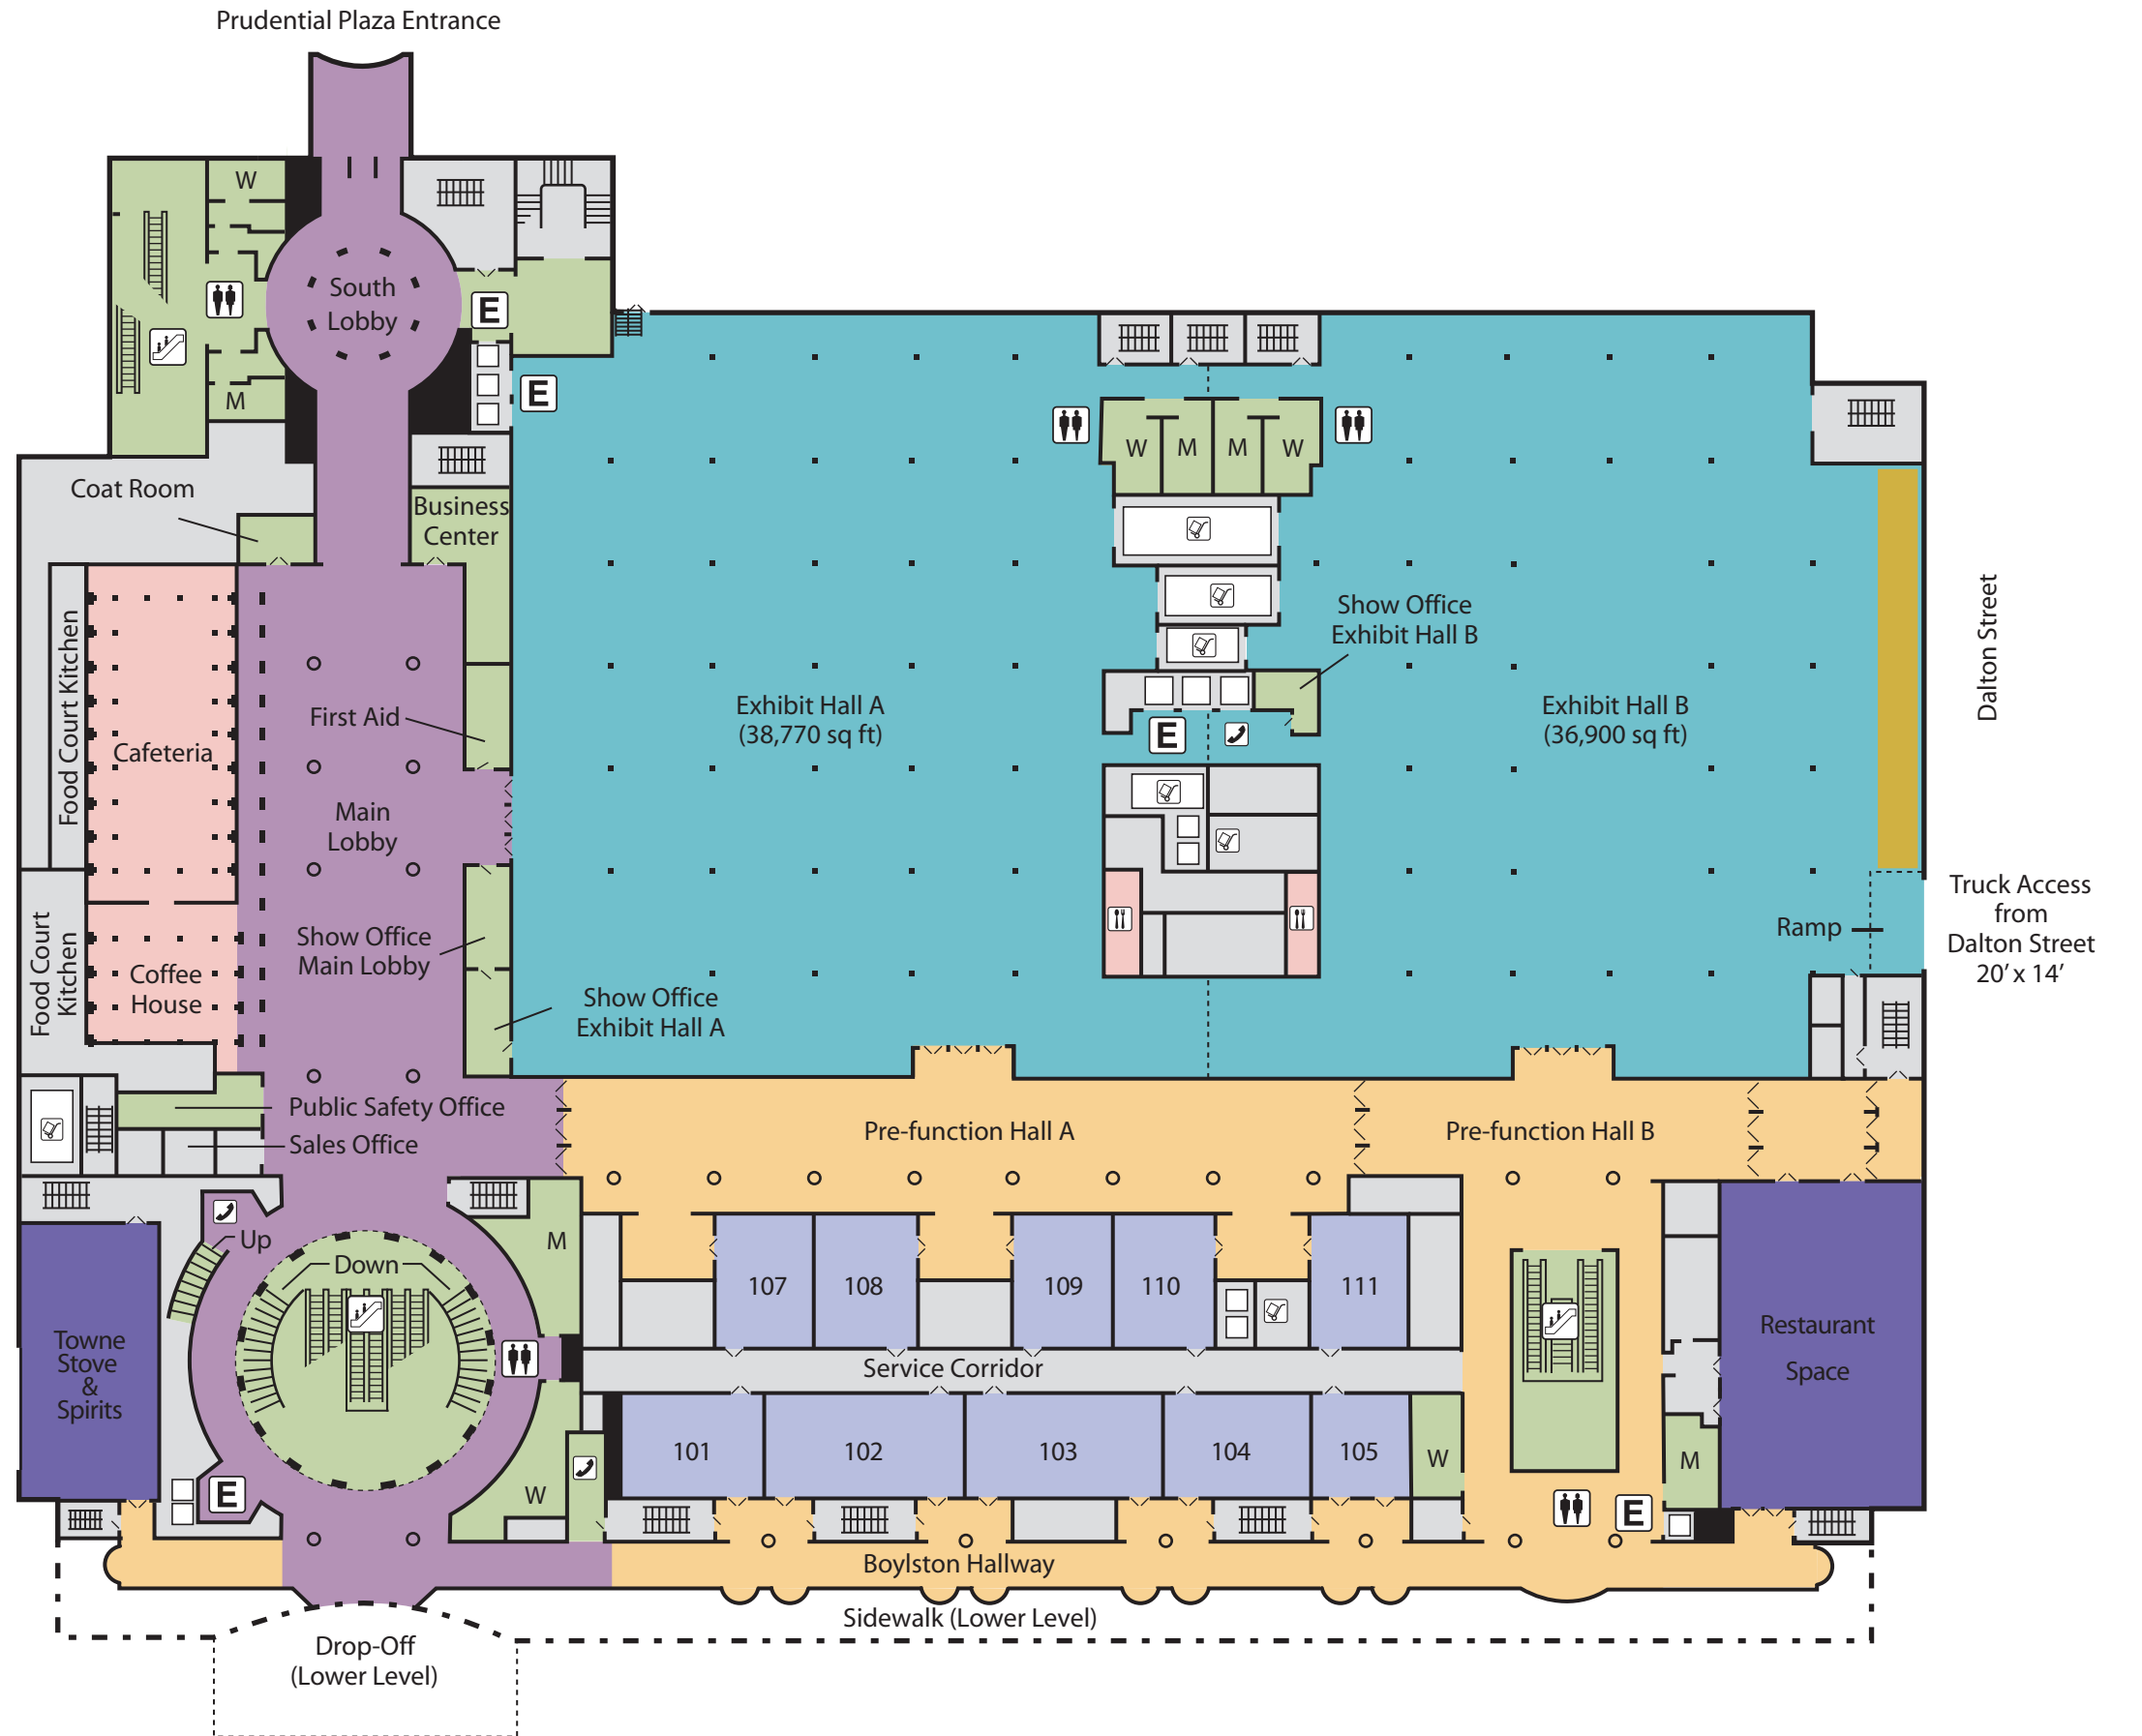 Prudential Plaza Entrance
W
South
Lobby
E
M
E
Coat Room
Business
Center
W
M
M
W
Food Court Kitchen
Cafeteria
First Aid
Main
Lobby
Exhibit Hall A
(38,770 sq ft)
Show Office
Exhibit Hall B
E
Exhibit Hall B
(36,900 sq ft)
Dalton Street
Truck Access
from
Dalton Street
20’ x 14’
Ramp
Food Court
Kitchen
Coffee
House
Show Office
Main Lobby
Show Office
Exhibit Hall A
Public Safety Office
Sales Office
Pre-function Hall A
Pre-function Hall B
Up
Down
M
107
108
109
110
111
Towne
Stove
&
Spirits
Service Corridor
Restaurant
Space
101
102
103
104
105
W
M
E
W
E
Boylston Hallway
Sidewalk (Lower Level)
Drop-Off
(Lower Level)